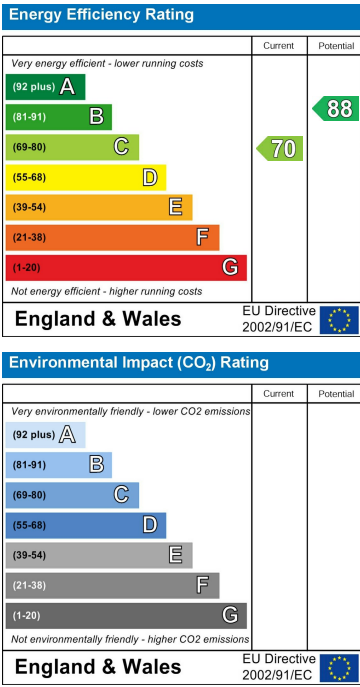 Energy Efficiency Rating
Current Potential
Very energy efficient - lower running costs
(92 plus) A
(81-91) B
88
(69-80) C
70
(55-68) D
(39-54) E
(21-38) F
(1-20) G
Not energy efficient - higher running costs
England & Wales
EU Directive
2002/91/EC
Environmental Impact (CO₂) Rating
Current Potential
Very environmentally friendly - lower CO2 emissions
(92 plus) A
(81-91) B
(69-80) C
(55-68) D
(39-54) E
(21-38) F
(1-20) G
Not environmentally friendly - higher CO2 emissions
England & Wales
EU Directive
2002/91/EC